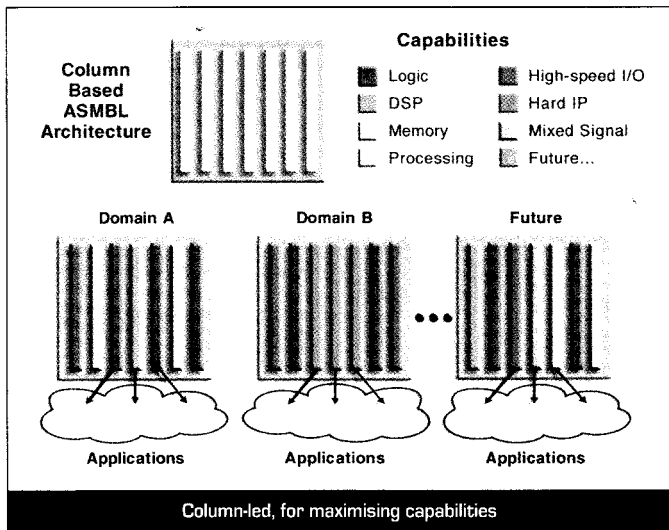 Column
Based
ASMBL
Architecture
Capabilities
Logic
DSP
Memory
Processing
High-speed I/O
Hard IP
Mixed Signal
Future...
Domain A
Domain B
Future
Applications
Applications
Applications
Column-led, for maximising capabilities